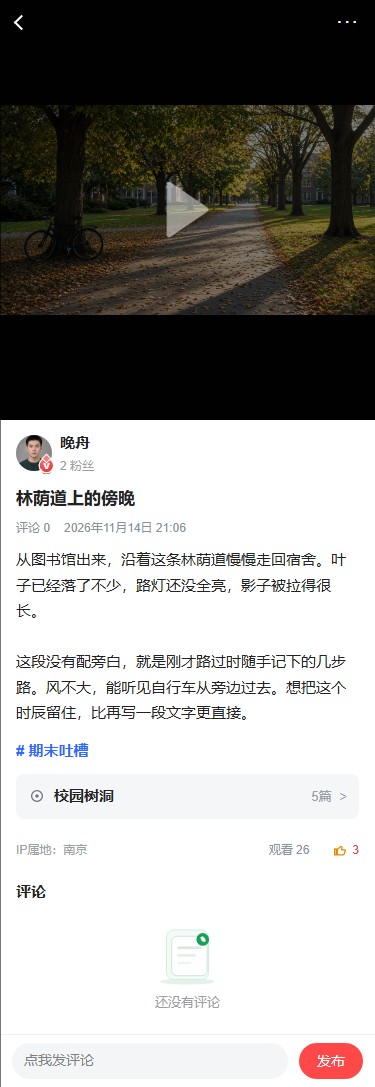 晚舟
2 粉丝
林荫道上的傍晚
评论 0 2026年11月14日 21:06
从图书馆出来，沿着这条林荫道慢慢走回宿舍。叶
子已经落了不少，路灯还没全亮，影子被拉得很
长。
这段没有配旁白，就是刚才路过时随手记下的几步
路。风不大，能听见自行车从旁边过去。想把这个
时辰留住，比再写一段文字更直接。
# 期末吐槽
校园树洞 5篇 >
IP属地：南京 观看 26 3
评论
还没有评论
点我发评论 发布